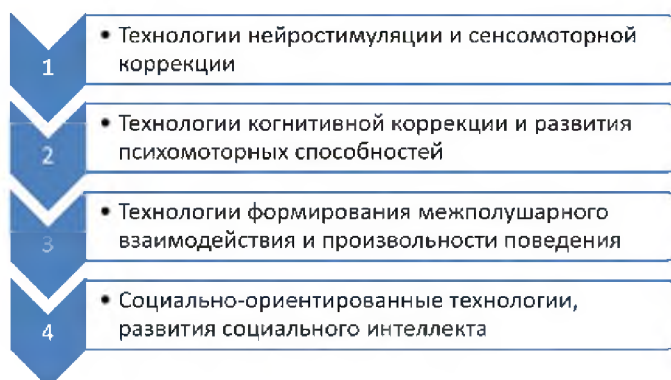 1
• Технологии нейростимуляции и сенсомоторной
коррекции
2
• Технологии когнитивной коррекции и развития
психомоторных способностей
3
• Технологии формирования межполушарного
взаимодействия и произвольности поведения
4
• Социально-ориентированные технологии,
развития социального интеллекта